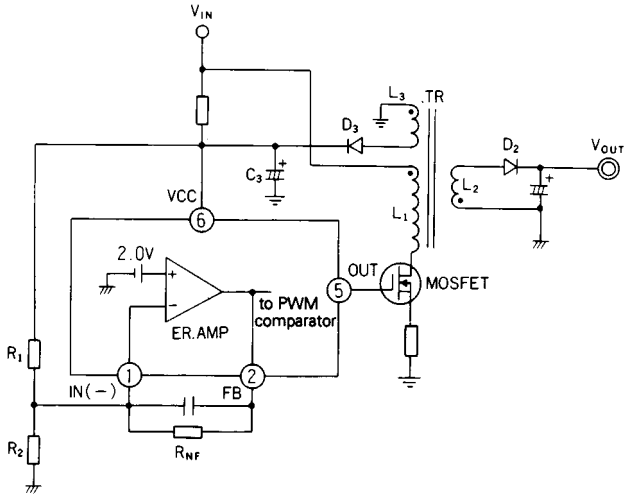 VIN
L3
.TR
D3
D2
VOUT
C3
+
+
VCC
L1
L2
6
2.0V
+
−
OUT
5
MOSFET
to PWM
comparator
ER.AMP
R1
1
2
IN(−)
FB
R2
RNF